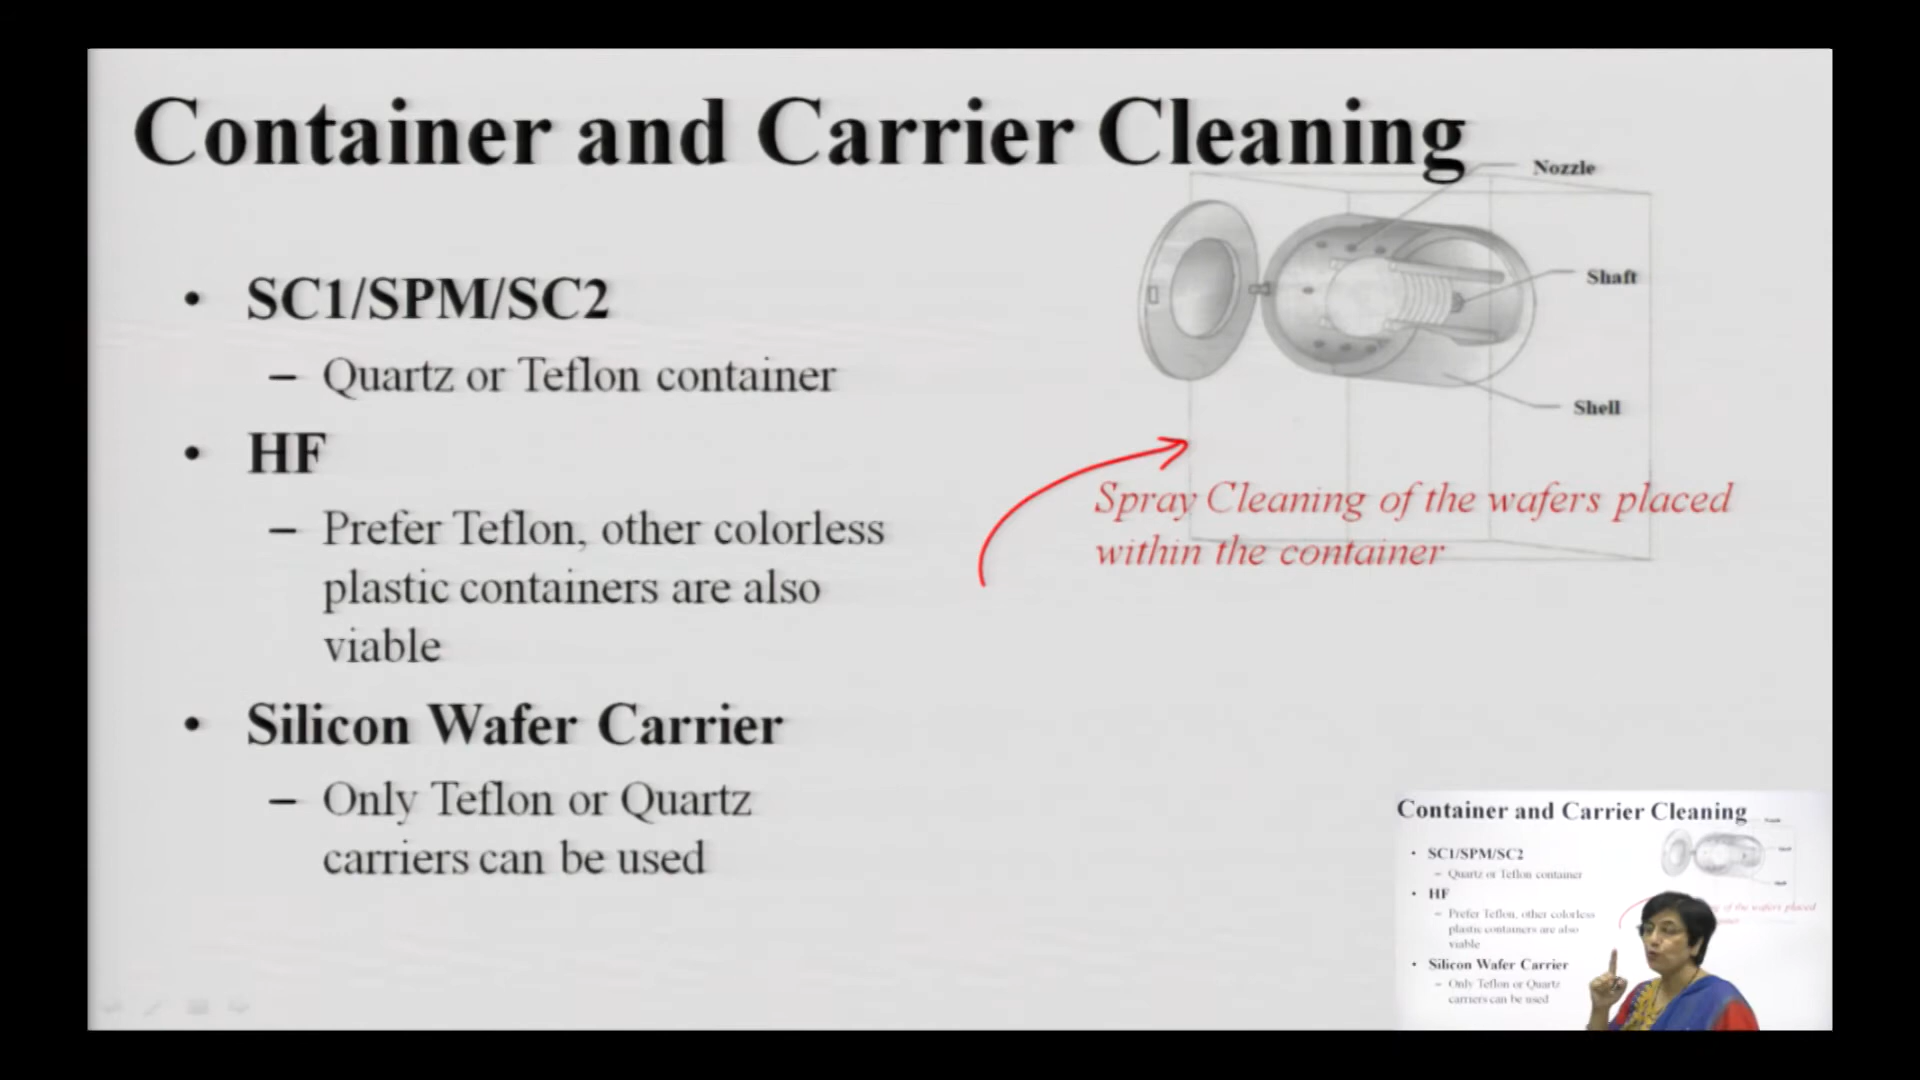 Container and Carrier Cleaning
Nozzle
• SC1/SPM/SC2
Shaft
– Quartz or Teflon container
Shell
• HF
– Prefer Teflon, other colorless
plastic containers are also
viable
Spray Cleaning of the wafers placed
within the container
• Silicon Wafer Carrier
– Only Teflon or Quartz
carriers can be used
Container and Carrier Cleaning
• SC1/SPM/SC2
– Quartz or Teflon container
• HF
– Prefer Teflon, other colorless
plastic containers are also
viable
of the wafers placed
• Silicon Wafer Carrier
– Only Teflon or Quartz
carriers can be used